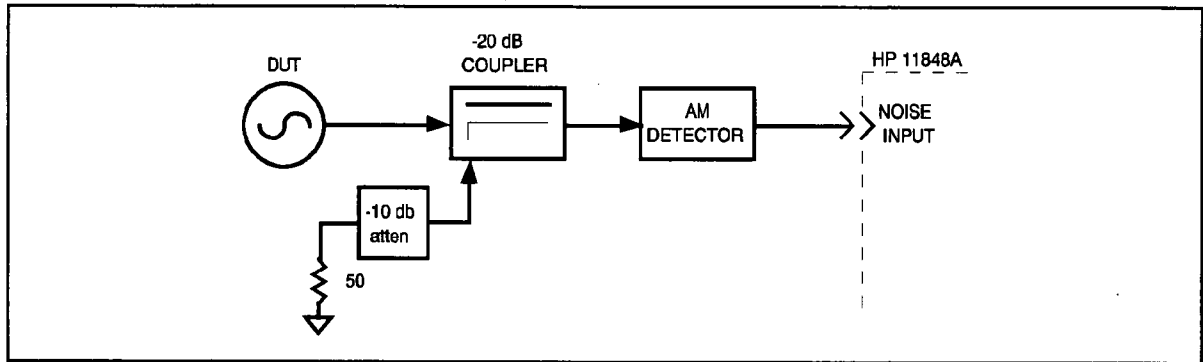 -20 dB
COUPLER
DUT
HP 11848A
AM
DETECTOR
NOISE
INPUT
-10 db
atten
50